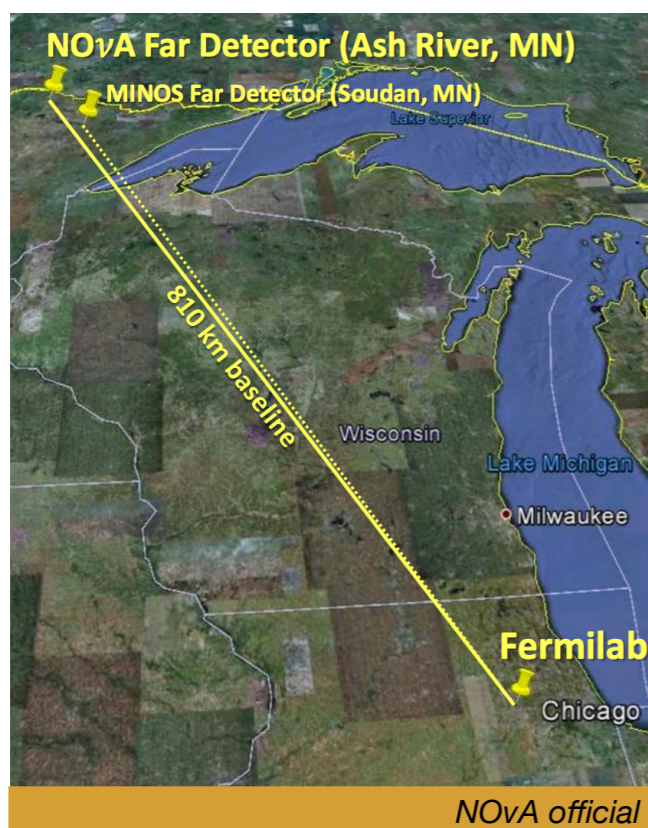 NOνA Far Detector (Ash River, MN)
MINOS Far Detector (Soudan, MN)
Lake Superior
810 km baseline
Wisconsin
Lake Michigan
Milwaukee
Fermilab
Chicago
NOvA official